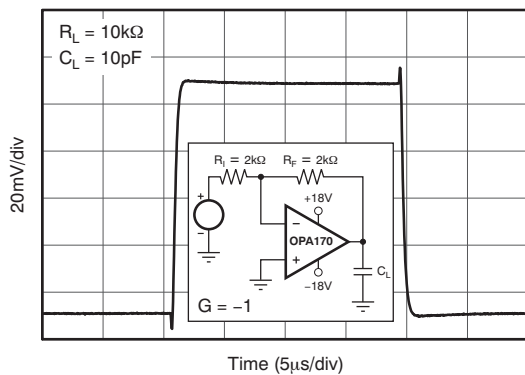 R_L = 10kΩ
C_L = 10pF
20mV/div
R_I = 2kΩ
R_F = 2kΩ
+
−
+18V
−
OPA170
+
−18V
C_L
G = −1
Time (5μs/div)